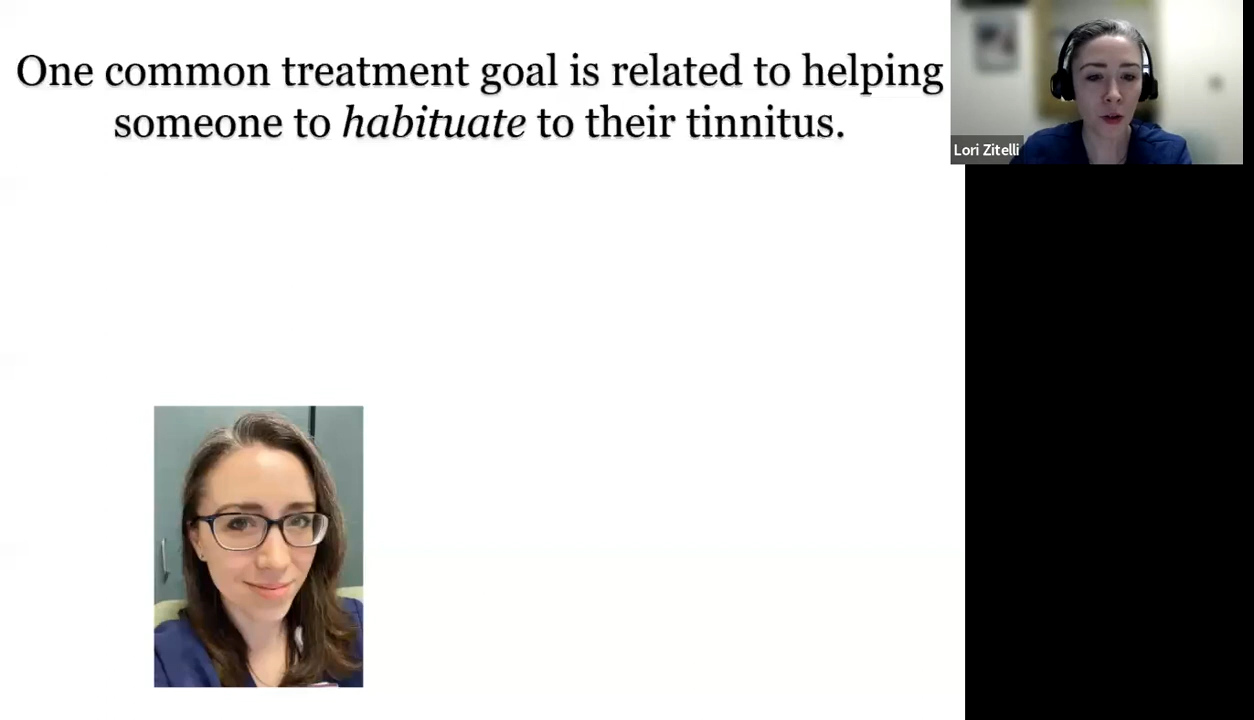 One common treatment goal is related to helping
someone to habituate to their tinnitus.
Lori Zitelli